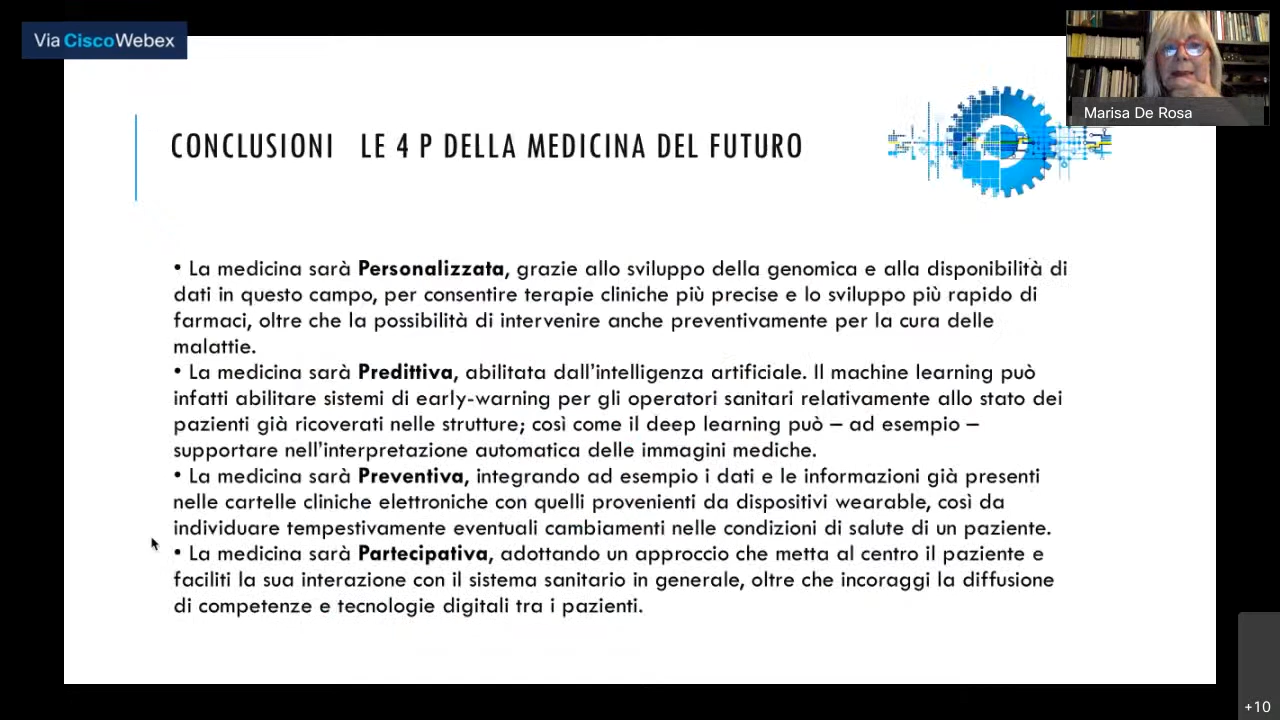 Via CiscoWebex
Marisa De Rosa
CONCLUSIONI LE 4 P DELLA MEDICINA DEL FUTURO
• La medicina sarà Personalizzata, grazie allo sviluppo della genomica e alla disponibilità di
dati in questo campo, per consentire terapie cliniche più precise e lo sviluppo più rapido di
farmaci, oltre che la possibilità di intervenire anche preventivamente per la cura delle
malattie.
• La medicina sarà Predittiva, abilitata dall’intelligenza artificiale. Il machine learning può
infatti abilitare sistemi di early-warning per gli operatori sanitari relativamente allo stato dei
pazienti già ricoverati nelle strutture; così come il deep learning può – ad esempio –
supportare nell’interpretazione automatica delle immagini mediche.
• La medicina sarà Preventiva, integrando ad esempio i dati e le informazioni già presenti
nelle cartelle cliniche elettroniche con quelli provenienti da dispositivi wearable, così da
individuare tempestivamente eventuali cambiamenti nelle condizioni di salute di un paziente.
• La medicina sarà Partecipativa, adottando un approccio che metta al centro il paziente e
faciliti la sua interazione con il sistema sanitario in generale, oltre che incoraggi la diffusione
di competenze e tecnologie digitali tra i pazienti.
+10